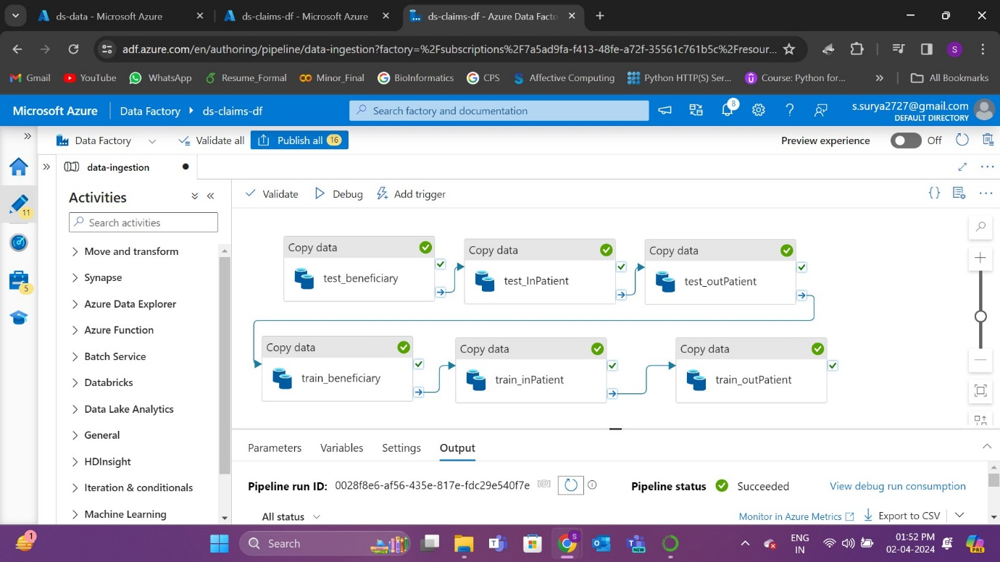 ds-data - Microsoft Azure
ds-claims-df - Microsoft Azure
ds-claims-df - Azure Data Facto
adf.azure.com/en/authoring/pipeline/data-ingestion?factory=%2Fsubscriptions%2F7a5ad9fa-f413-48fe-a72f-35561c761b5c%2Fresour...
S
Gmail
YouTube
WhatsApp
Resume_Formal
Minor_Final
BioInformatics
CPS
Affective Computing
Python HTTP(S) Ser...
Course: Python for...
All Bookmarks
Microsoft Azure
Data Factory
ds-claims-df
Search factory and documentation
8
s.surya2727@gmail.com
DEFAULT DIRECTORY
Data Factory
Validate all
Publish all 16
Preview experience
Off
data-ingestion
11
5
Activities
Search activities
Move and transform
Synapse
Azure Data Explorer
Azure Function
Batch Service
Databricks
Data Lake Analytics
General
HDInsight
Iteration & conditionals
Machine Learning
Validate
Debug
Add trigger
Copy data
test_beneficiary
Copy data
test_InPatient
Copy data
test_outPatient
Copy data
train_beneficiary
Copy data
train_inPatient
Copy data
train_outPatient
Parameters
Variables
Settings
Output
Pipeline run ID: 0028f8e6-af56-435e-817e-fdc29e540f7e
Pipeline status
Succeeded
View debug run consumption
All status
Monitor in Azure Metrics
Export to CSV
1
Search
NEW
S
ENG
IN
01:52 PM
02-04-2024
PRE